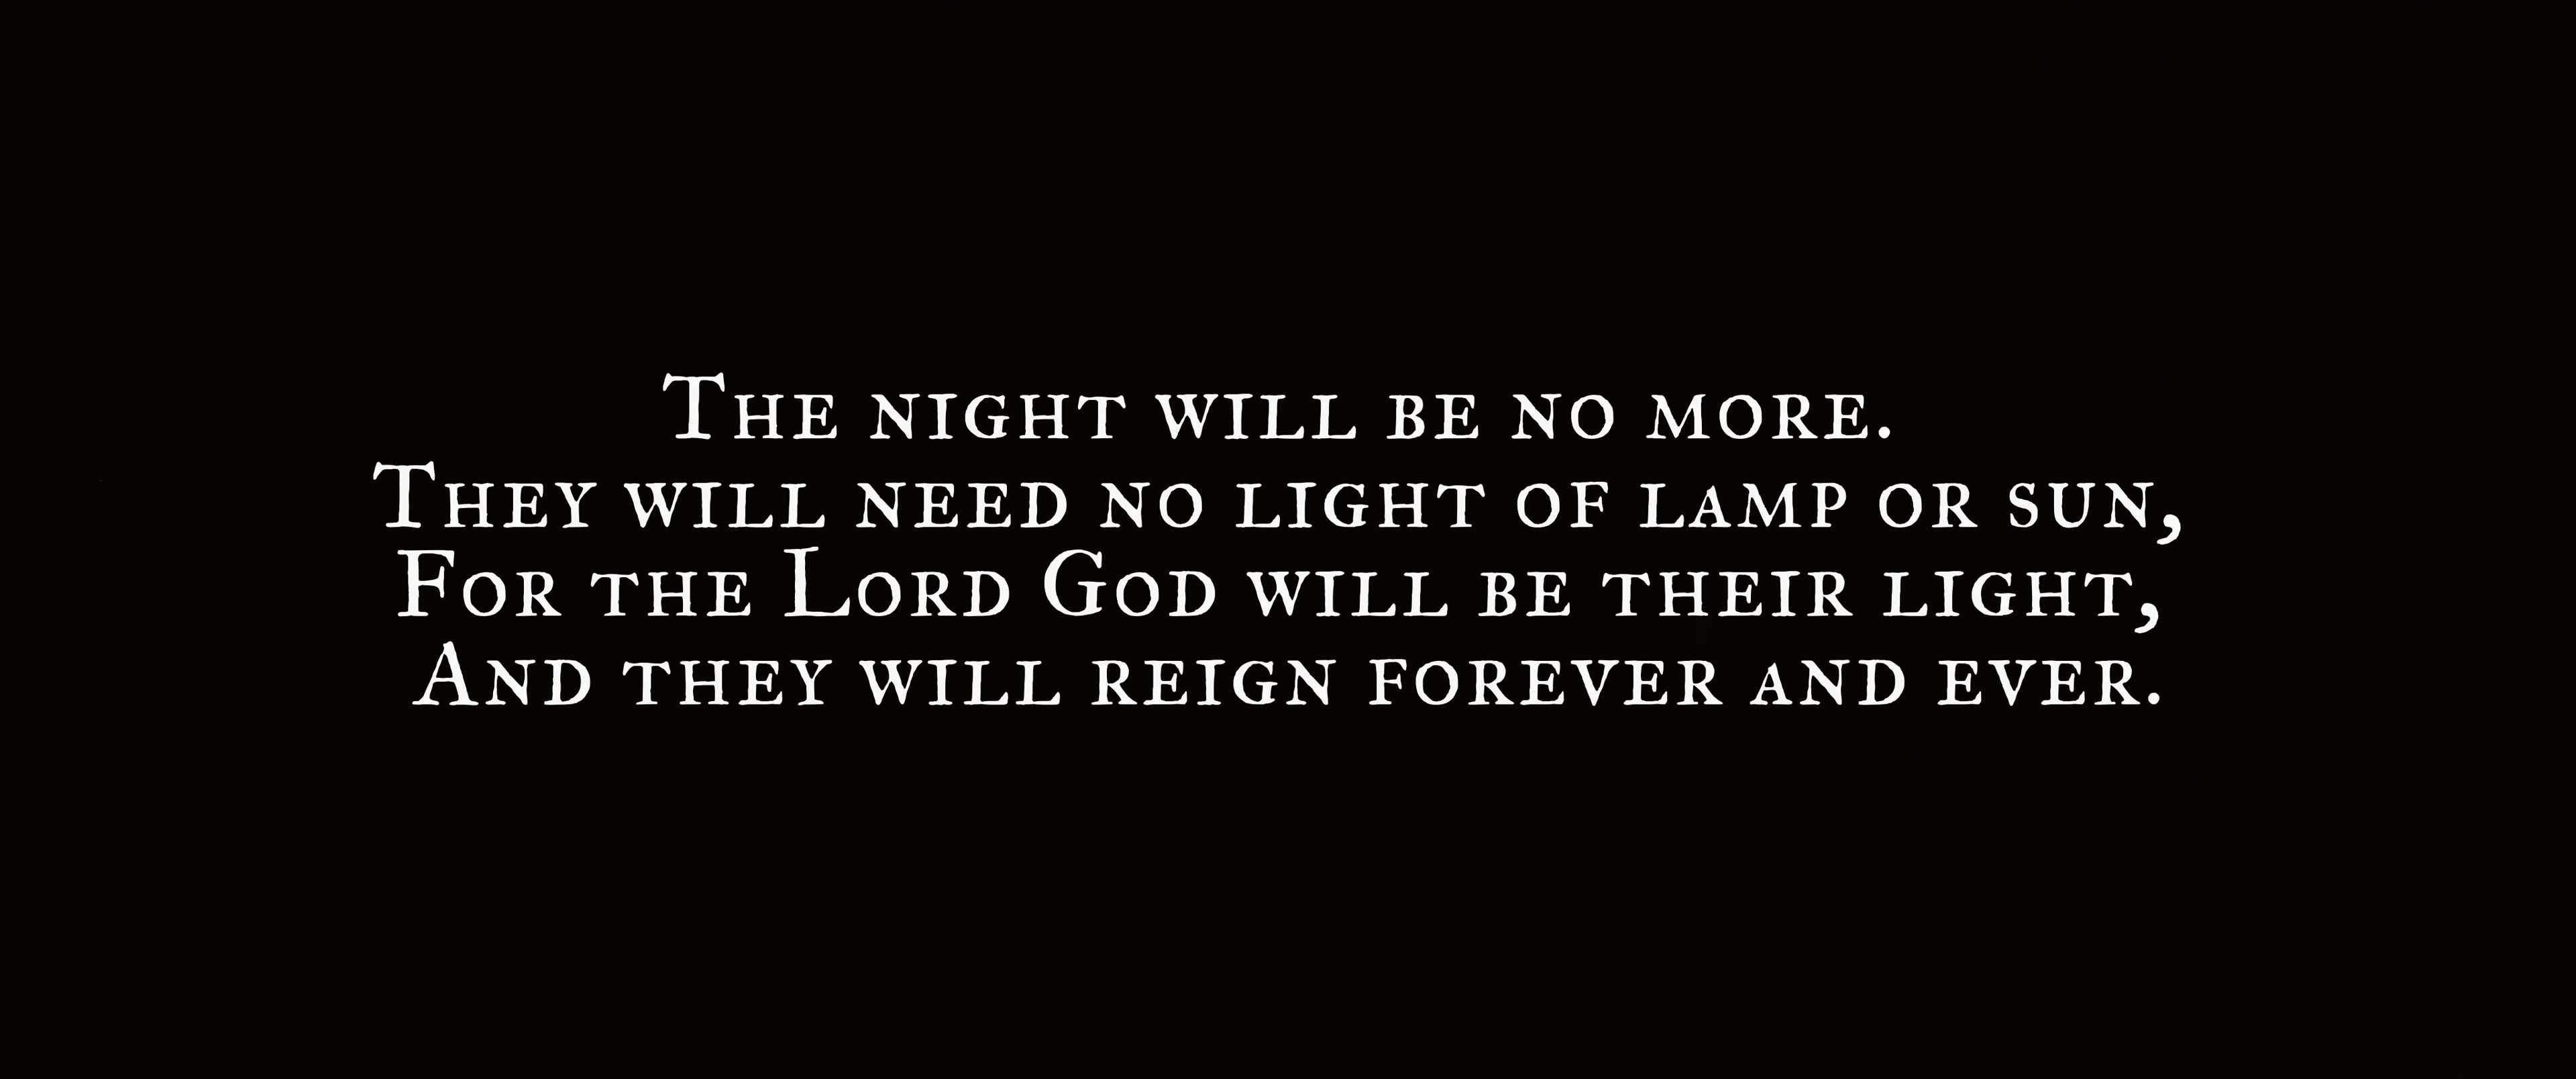 The night will be no more.
They will need no light of lamp or sun,
For the Lord God will be their light,
And they will reign forever and ever.